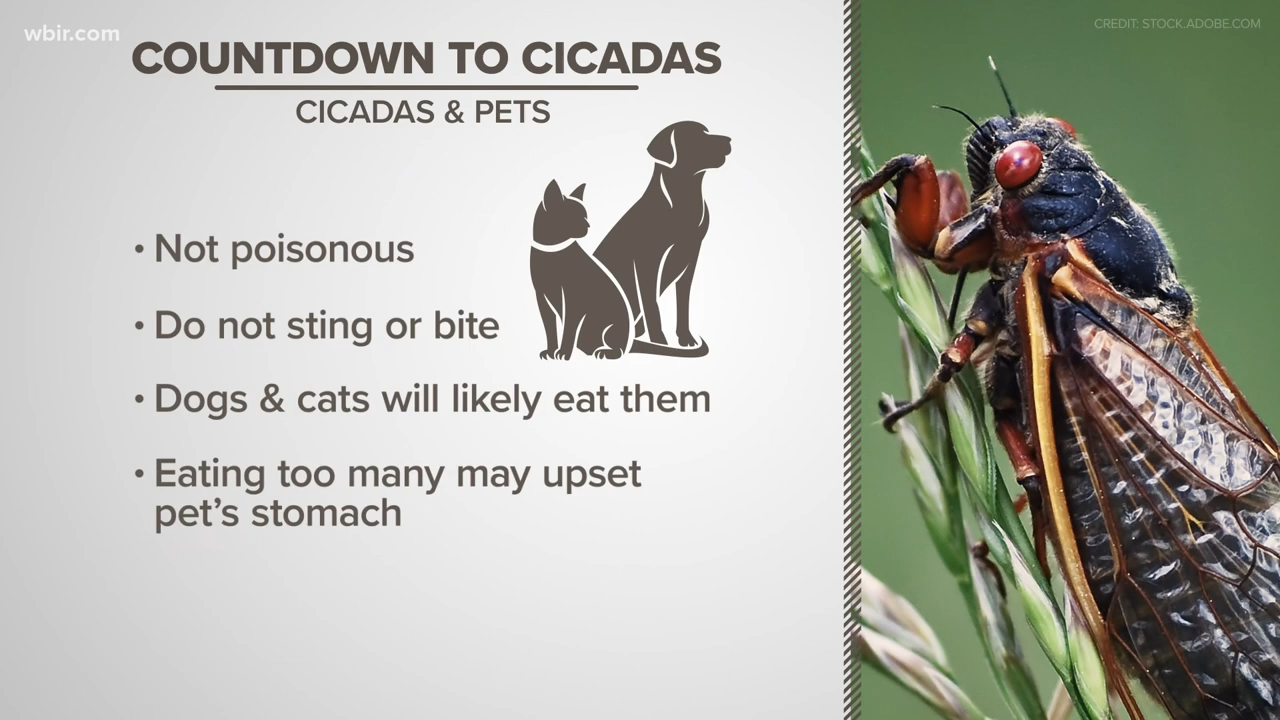 wbir.com
CREDIT: STOCK.ADOBE.COM
COUNTDOWN TO CICADAS
CICADAS & PETS
• Not poisonous
• Do not sting or bite
• Dogs & cats will likely eat them
• Eating too many may upset
pet’s stomach